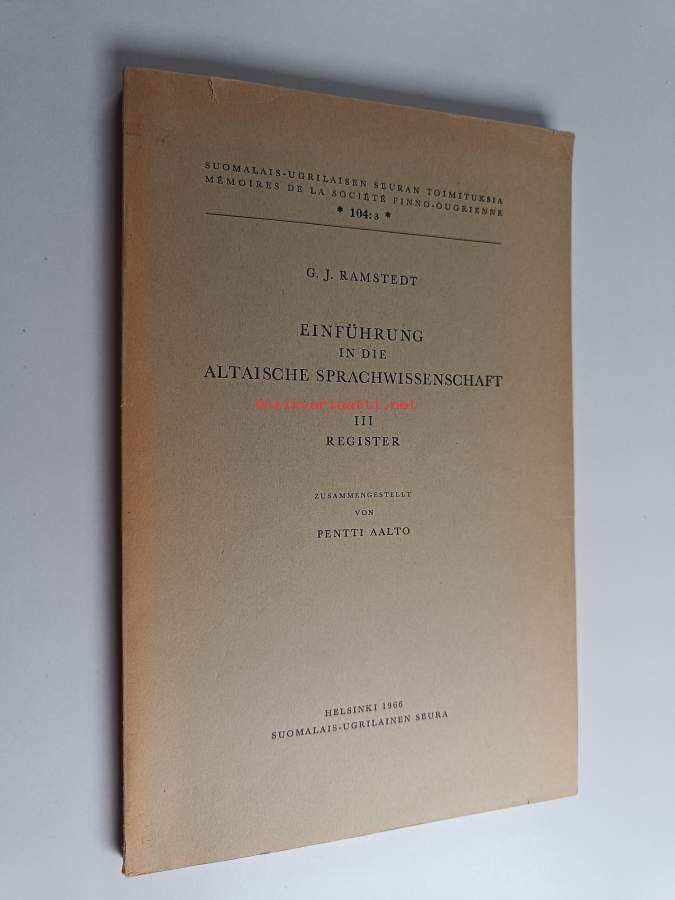 SUOMALAIS-UGRILAISEN SEURAN TOIMITUKSIA
MÉMOIRES DE LA SOCIÉTÉ FINNO-OUGRIENNE
* 104:3 *
G. J. RAMSTEDT
EINFÜHRUNG
IN DIE
ALTAISCHE SPRACHWISSENSCHAFT
antikvariaatti.net
III
REGISTER
ZUSAMMENGESTELLT
VON
PENTTI AALTO
HELSINKI 1966
SUOMALAIS-UGRILAINEN SEURA